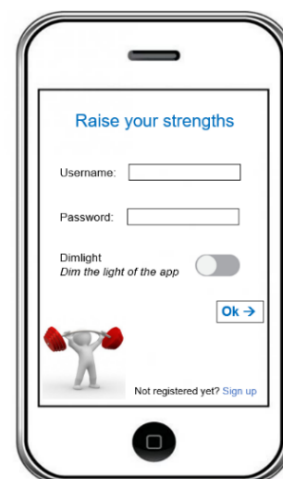 Raise your strengths
Username:
Password:
Dimlight
Dim the light of the app
Ok →
Not registered yet? Sign up